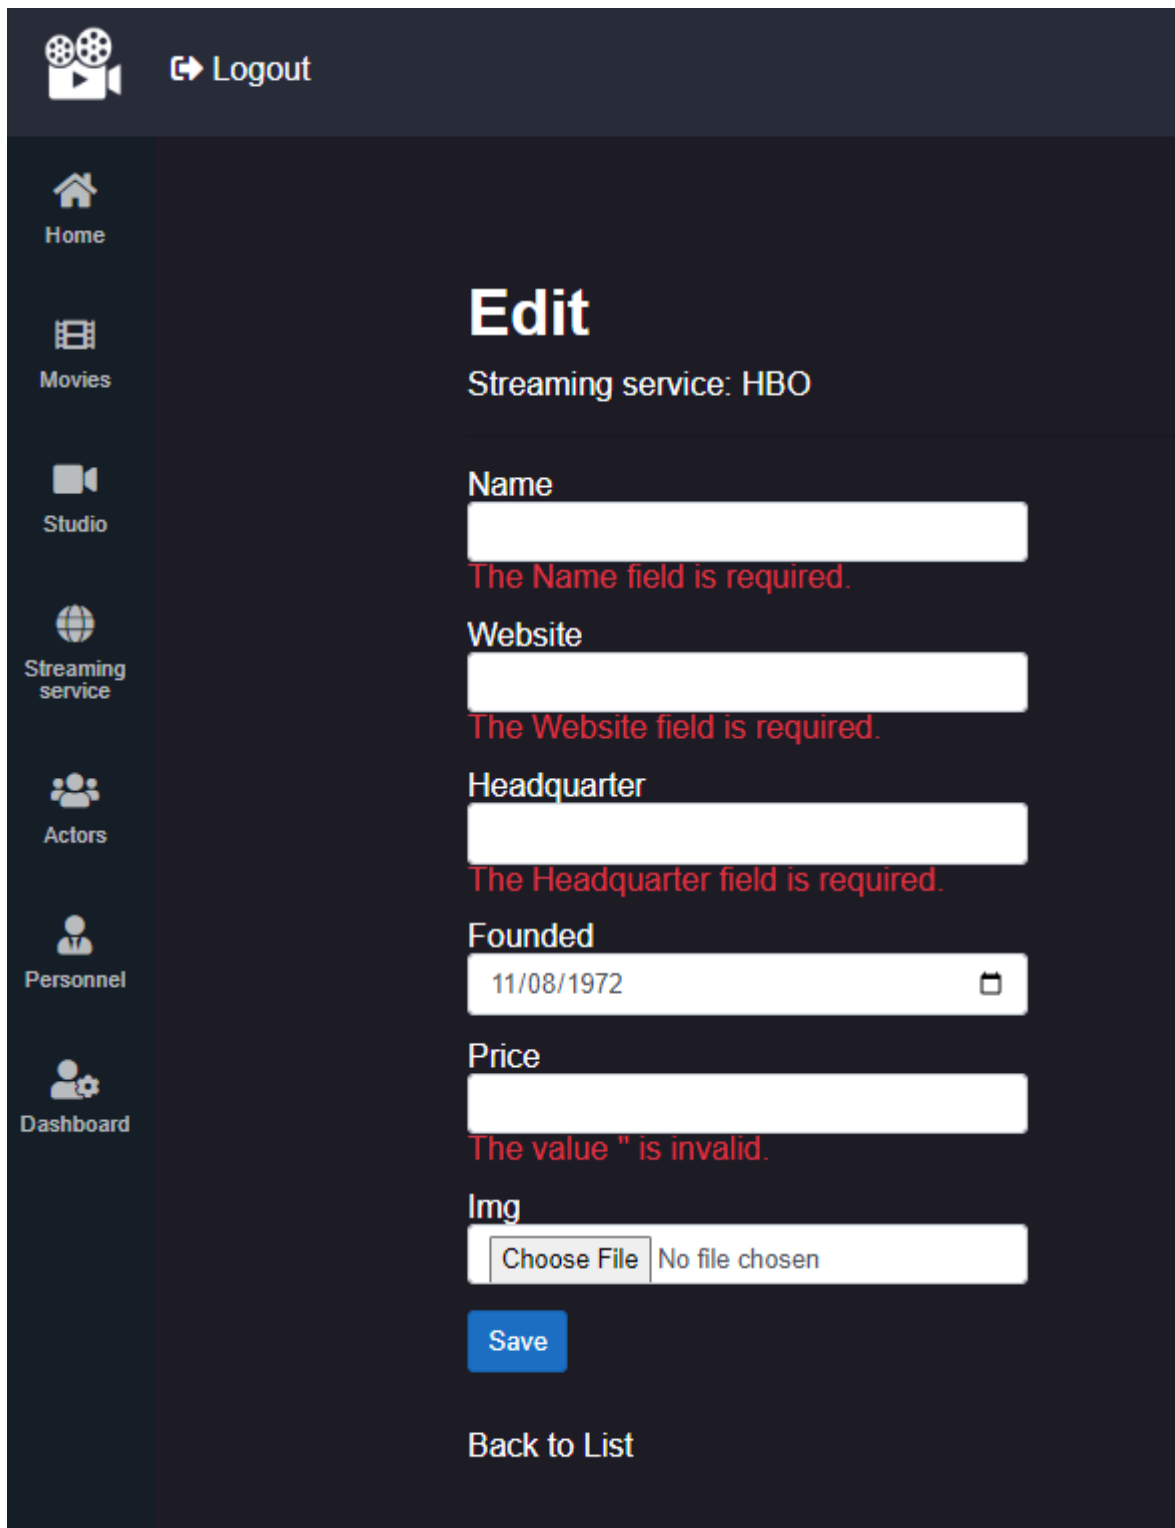 Logout
Home
Movies
Studio
Streaming
service
Actors
Personnel
Dashboard
Edit
Streaming service: HBO
Name
The Name field is required.
Website
The Website field is required.
Headquarter
The Headquarter field is required.
Founded
11/08/1972
Price
The value '' is invalid.
Img
Choose File No file chosen
Save
Back to List